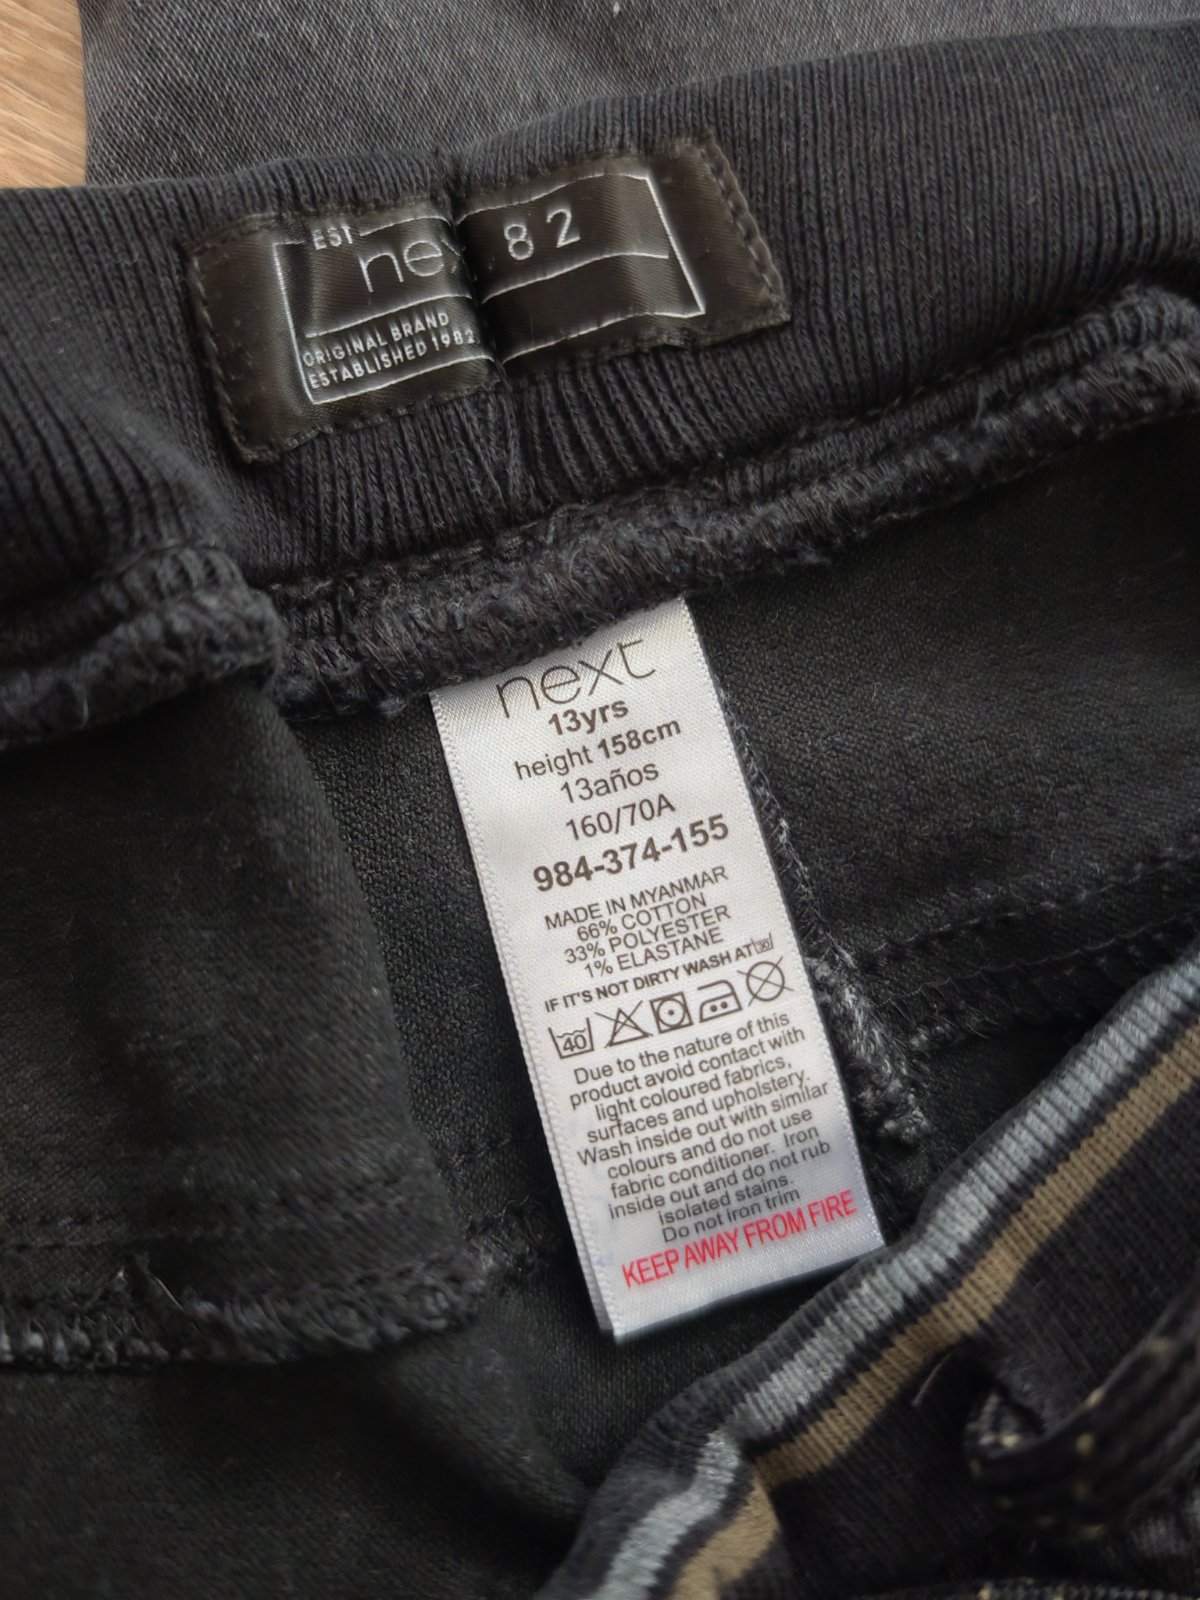 EST
nex
82
ORIGINAL BRAND
ESTABLISHED 1982
next
13yrs
height 158cm
13años
160/70A
984-374-155
MADE IN MYANMAR
66% COTTON
33% POLYESTER
1% ELASTANE
IF IT'S NOT DIRTY WASH AT 30
40
Due to the nature of this
product avoid contact with
light coloured fabrics,
surfaces and upholstery.
Wash inside out with similar
colours and do not use
fabric conditioner. Iron
inside out and do not rub
isolated stains.
Do not iron trim
KEEP AWAY FROM FIRE